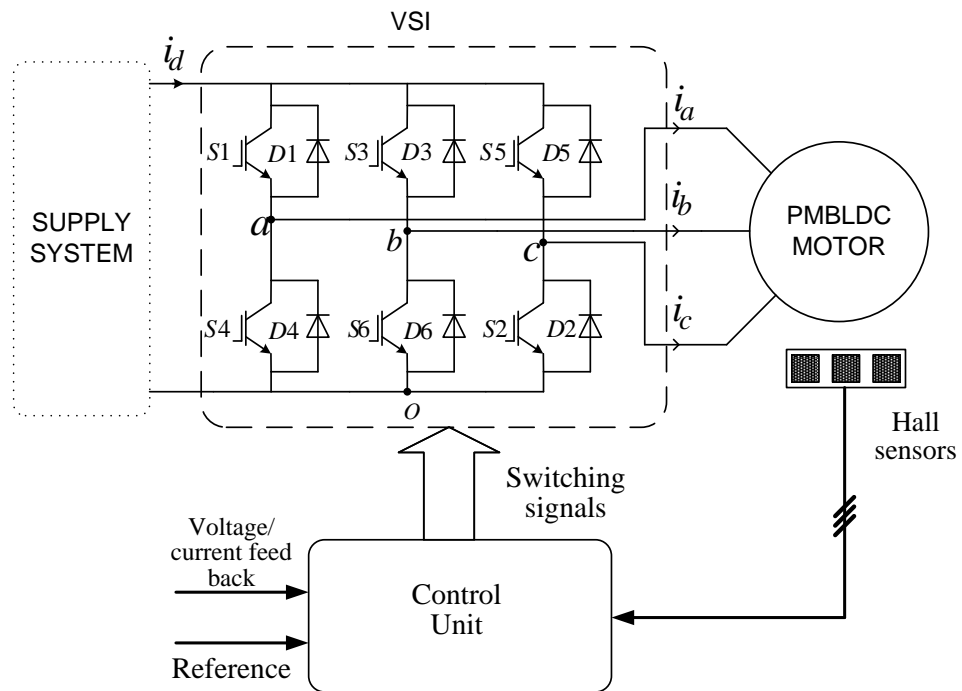 VSI
i_d
i_a
S1
D1
S3
D3
S5
D5
SUPPLY
SYSTEM
a
b
c
i_b
PMBLDC
MOTOR
S4
D4
S6
D6
S2
D2
i_c
o
Hall
sensors
Switching
signals
Voltage/
current feed
back
Control
Unit
Reference